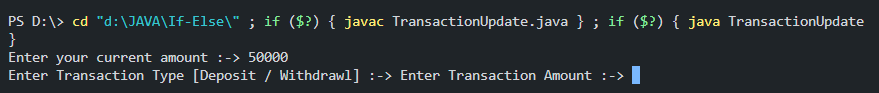 PS D:\> cd "d:\JAVA\If-Else\" ; if ($?) { javac TransactionUpdate.java } ; if ($?) { java TransactionUpdate
}
Enter your current amount :-> 50000
Enter Transaction Type [Deposit / Withdrawl] :-> Enter Transaction Amount :->